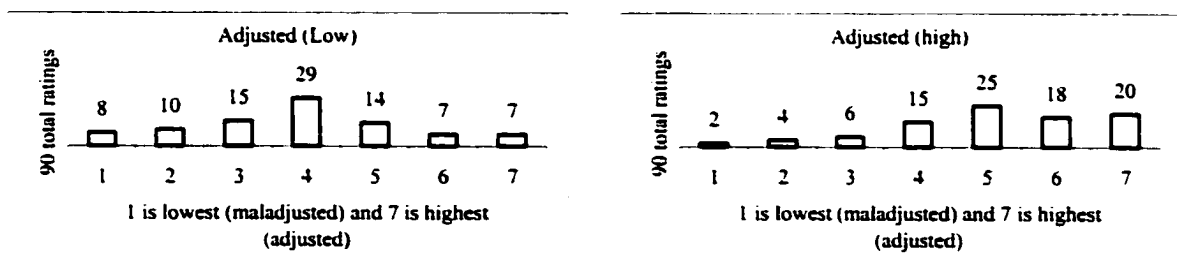 Adjusted (Low)
90 total ratings
8 10 15 29 14 7 7
1 2 3 4 5 6 7
1 is lowest (maladjusted) and 7 is highest
(adjusted)
Adjusted (high)
90 total ratings
2 4 6 15 25 18 20
1 2 3 4 5 6 7
1 is lowest (maladjusted) and 7 is highest
(adjusted)